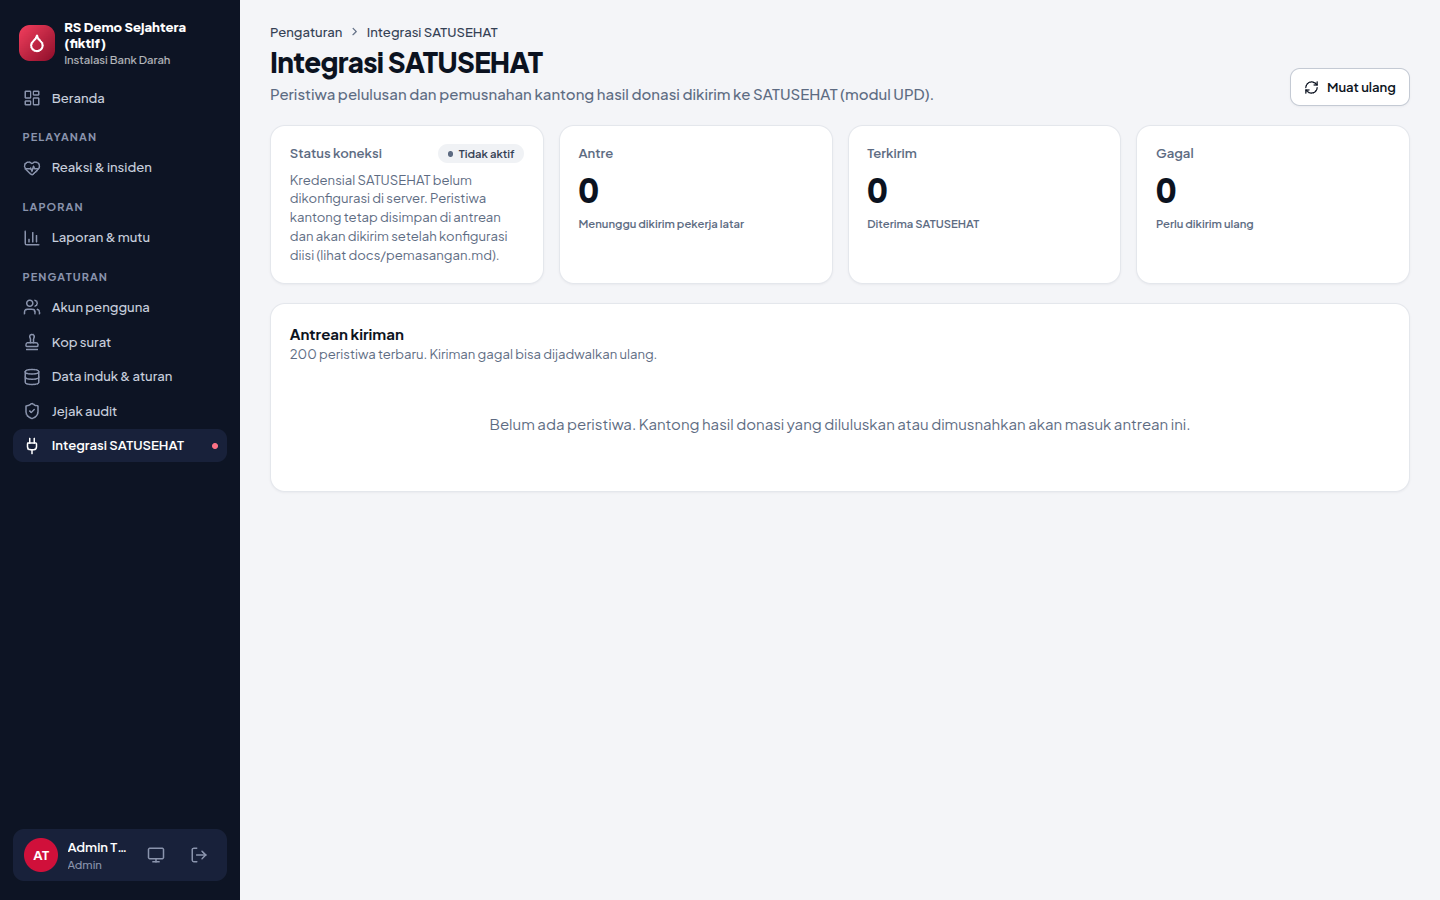 RS Demo Sejahtera
(fiktif)
Instalasi Bank Darah
Beranda
PELAYANAN
Reaksi & insiden
LAPORAN
Laporan & mutu
PENGATURAN
Akun pengguna
Kop surat
Data induk & aturan
Jejak audit
Integrasi SATUSEHAT
AT
Admin T...
Admin
Pengaturan > Integrasi SATUSEHAT
Integrasi SATUSEHAT
Peristiwa pelulusan dan pemusnahan kantong hasil donasi dikirim ke SATUSEHAT (modul UPD).
Muat ulang
Status koneksi
Tidak aktif
Kredensial SATUSEHAT belum
dikonfigurasi di server. Peristiwa
kantong tetap disimpan di antrean
dan akan dikirim setelah konfigurasi
diisi (lihat docs/pemasangan.md).
Antre
0
Menunggu dikirim pekerja latar
Terkirim
0
Diterima SATUSEHAT
Gagal
0
Perlu dikirim ulang
Antrean kiriman
200 peristiwa terbaru. Kiriman gagal bisa dijadwalkan ulang.
Belum ada peristiwa. Kantong hasil donasi yang diluluskan atau dimusnahkan akan masuk antrean ini.